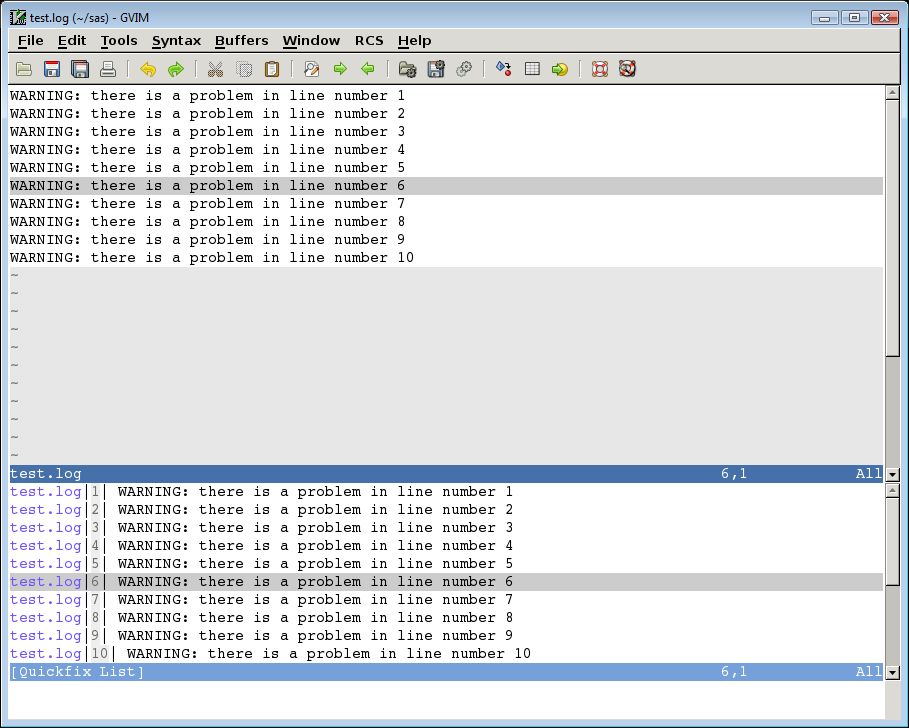 test.log (~/sas) - GVIM
File Edit Tools Syntax Buffers Window RCS Help
WARNING: there is a problem in line number 1
WARNING: there is a problem in line number 2
WARNING: there is a problem in line number 3
WARNING: there is a problem in line number 4
WARNING: there is a problem in line number 5
WARNING: there is a problem in line number 6
WARNING: there is a problem in line number 7
WARNING: there is a problem in line number 8
WARNING: there is a problem in line number 9
WARNING: there is a problem in line number 10
~
~
~
~
~
~
~
~
~
~
~
test.log 6,1 All
test.log|1| WARNING: there is a problem in line number 1
test.log|2| WARNING: there is a problem in line number 2
test.log|3| WARNING: there is a problem in line number 3
test.log|4| WARNING: there is a problem in line number 4
test.log|5| WARNING: there is a problem in line number 5
test.log|6| WARNING: there is a problem in line number 6
test.log|7| WARNING: there is a problem in line number 7
test.log|8| WARNING: there is a problem in line number 8
test.log|9| WARNING: there is a problem in line number 9
test.log|10| WARNING: there is a problem in line number 10
[Quickfix List] 6,1 All